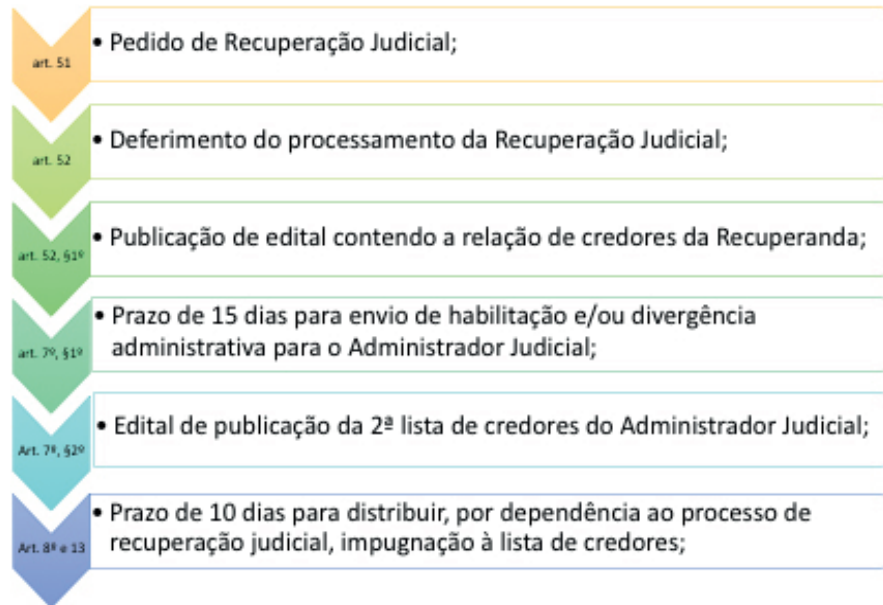 art. 51
• Pedido de Recuperação Judicial;
art. 52
• Deferimento do processamento da Recuperação Judicial;
art. 52, §1º
• Publicação de edital contendo a relação de credores da Recuperanda;
art. 7º, §1º
• Prazo de 15 dias para envio de habilitação e/ou divergência
administrativa para o Administrador Judicial;
Art. 7º, §2º
• Edital de publicação da 2ª lista de credores do Administrador Judicial;
Art. 8º e 13
• Prazo de 10 dias para distribuir, por dependência ao processo de
recuperação judicial, impugnação à lista de credores;